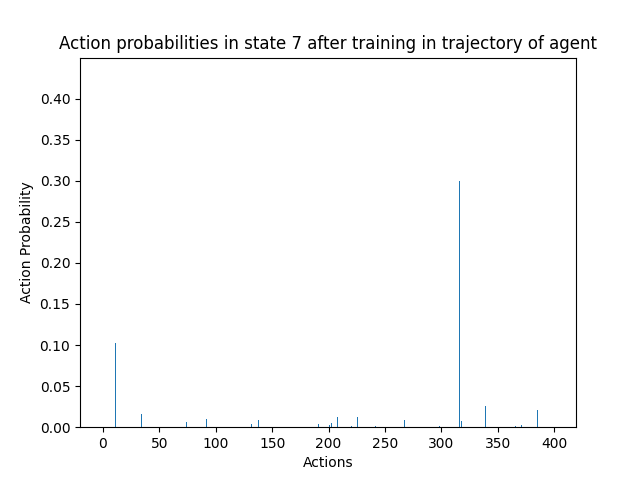 Action probabilities in state 7 after training in trajectory of agent
0.40
0.35
0.30
0.25
0.20
0.15
0.10
0.05
0.00
Action Probability
0 50 100 150 200 250 300 350 400
Actions